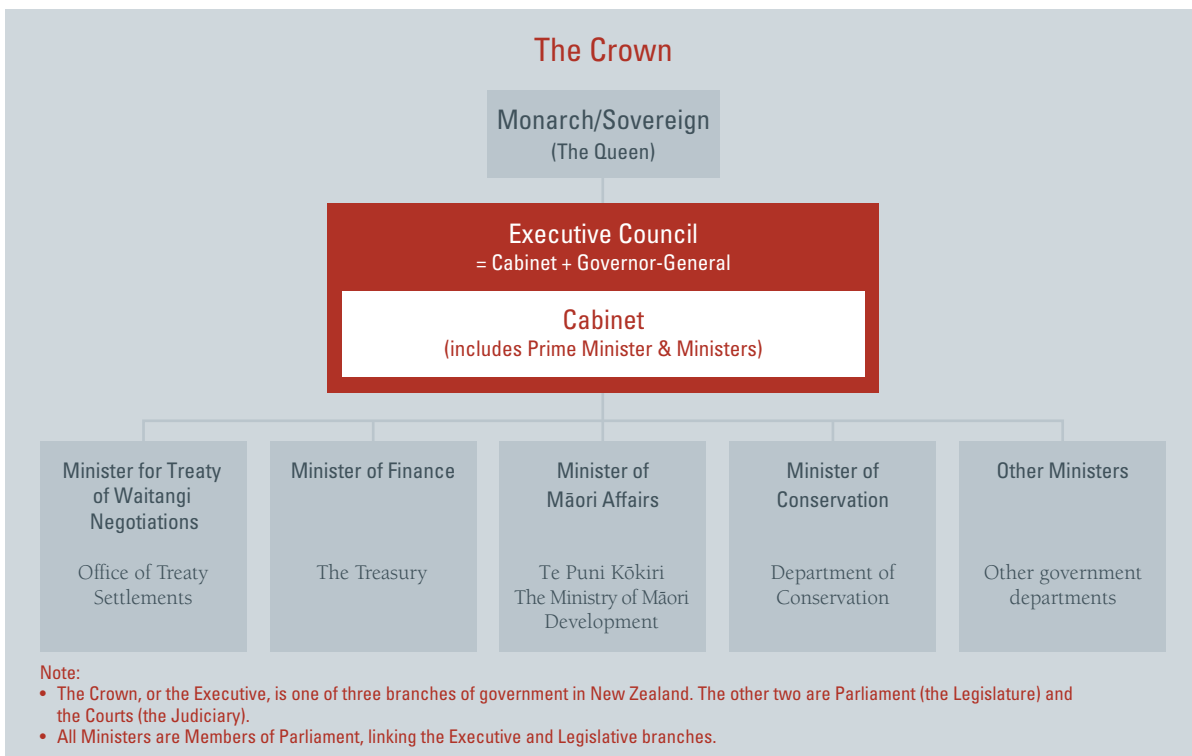 The Crown
Monarch/Sovereign
(The Queen)
Executive Council
= Cabinet + Governor-General
Cabinet
(includes Prime Minister & Ministers)
Minister for Treaty
of Waitangi
Negotiations
Office of Treaty
Settlements
Minister of Finance
The Treasury
Minister of
Māori Affairs
Te Puni Kōkiri
The Ministry of Māori
Development
Minister of
Conservation
Department of
Conservation
Other Ministers
Other government
departments
Note:
• The Crown, or the Executive, is one of three branches of government in New Zealand. The other two are Parliament (the Legislature) and
the Courts (the Judiciary).
• All Ministers are Members of Parliament, linking the Executive and Legislative branches.